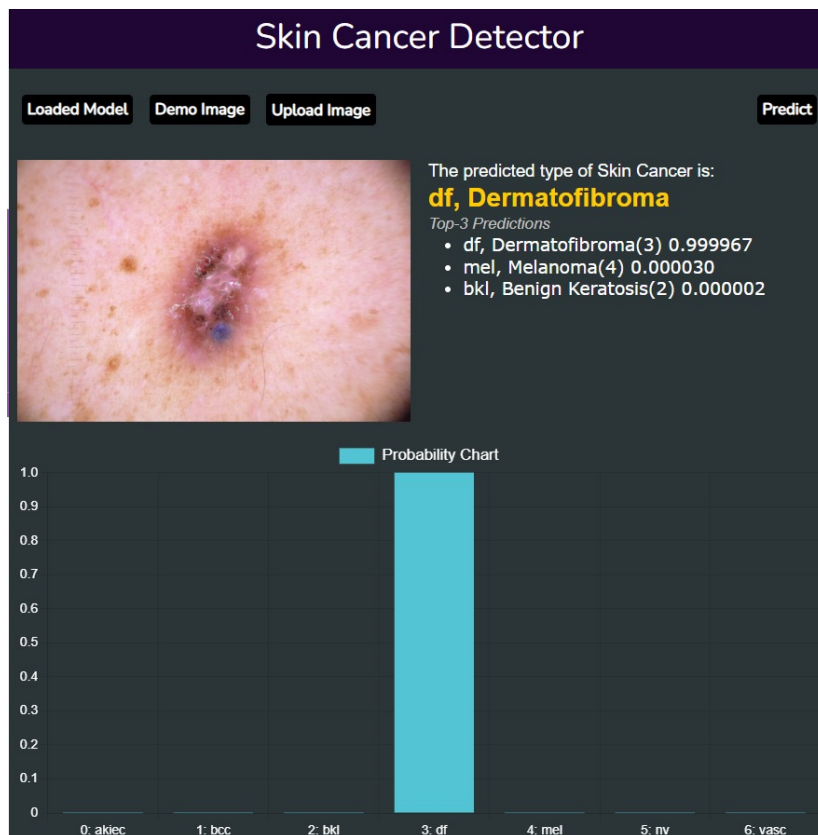 Skin Cancer Detector
Loaded Model Demo Image Upload Image Predict
The predicted type of Skin Cancer is:
df, Dermatofibroma
Top-3 Predictions
• df, Dermatofibroma(3) 0.999967
• mel, Melanoma(4) 0.000030
• bkl, Benign Keratosis(2) 0.000002
Probability Chart
1.0
0.9
0.8
0.7
0.6
0.5
0.4
0.3
0.2
0.1
0
0: akiec 1: bcc 2: bkl 3: df 4: mel 5: nv 6: vasc